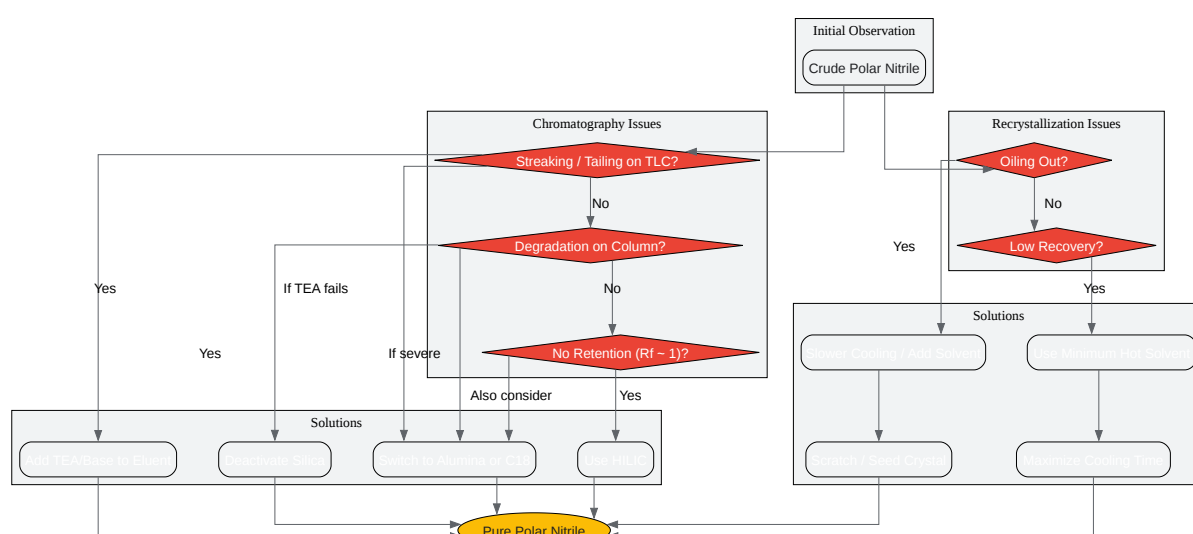 Initial Observation
Crude Polar Nitrile
Chromatography Issues
Recrystallization Issues
Streaking / Tailing on TLC?
Oiling Out?
No
No
Degradation on Column?
Low Recovery?
Yes
Yes
If TEA fails
No
Yes
Solutions
Yes
If severe
No Retention (Rf ~ 1)?
Slower Cooling / Add Solvent
Use Minimum Hot Solvent
Also consider
Yes
Solutions
Add TEA/Base to Eluent
Deactivate Silica
Switch to Alumina or C18
Use HILIC
Scratch / Seed Crystal
Maximize Cooling Time
Pure Polar Nitrile